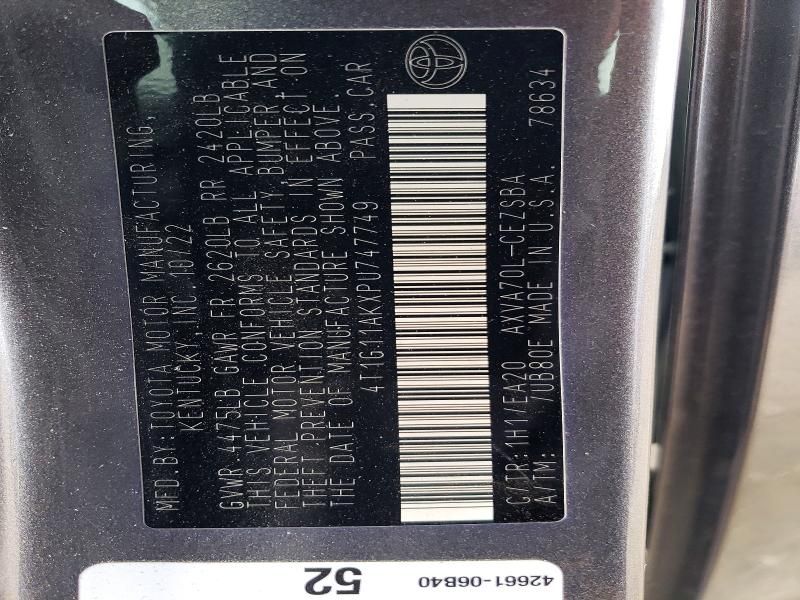 MFD BY: TOYOTA MOTOR MANUFACTURING,
KENTUCKY, INC. 10/22
GVWR 4475LB GAWR FR 2620LB RR 2420LB
THIS VEHICLE CONFORMS TO ALL APPLICABLE
FEDERAL MOTOR VEHICLE SAFETY, BUMPER AND
THEFT PREVENTION STANDARDS IN EFFECT ON
THE DATE OF MANUFACTURE SHOWN ABOVE.
4T1G11AKXPU747749 PASS.CAR
C/TR:1H1/EA20 AXVA70L-CEZSBA
A/TM: /UB80E MADE IN U.S.A. 78634
52
42661-06B40